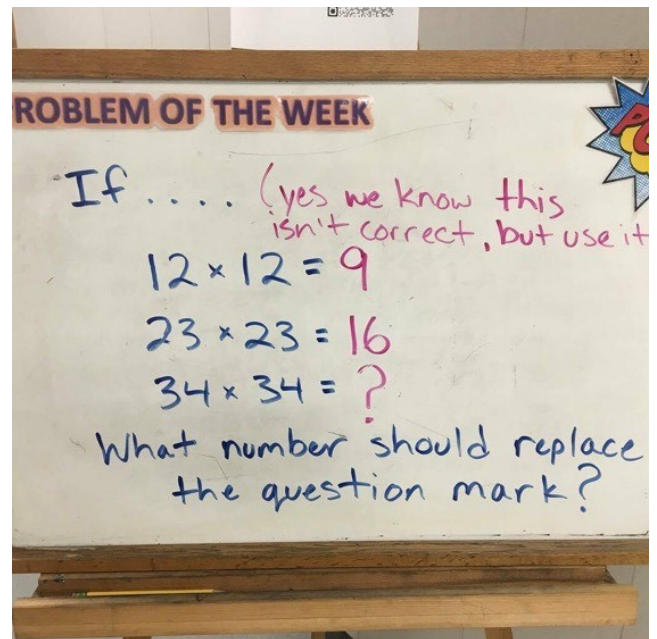 ROBLEM OF THE WEEK
If .... (yes we know this
isn't correct, but use it
12 × 12 = 9
23 × 23 = 16
34 × 34 = ?
What number should replace
the question mark?